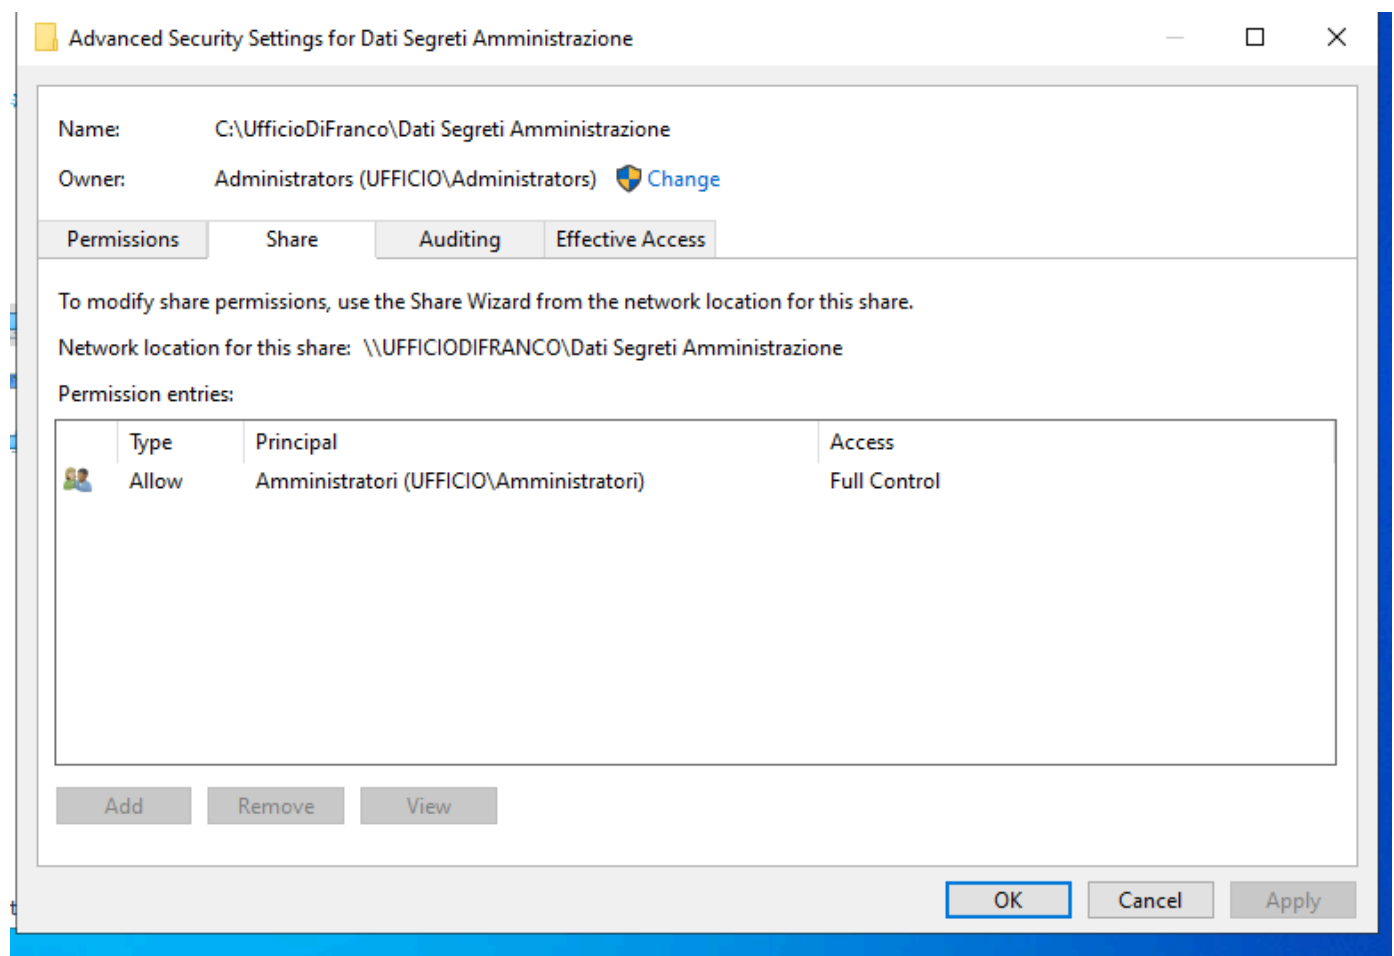 Advanced Security Settings for Dati Segreti Amministrazione
Name: C:\UfficioDiFranco\Dati Segreti Amministrazione
Owner: Administrators (UFFICIO\Administrators) Change
Permissions Share Auditing Effective Access
To modify share permissions, use the Share Wizard from the network location for this share.
Network location for this share: \\UFFICIODIFRANCO\Dati Segreti Amministrazione
Permission entries:
Type Principal Access
Allow Amministratori (UFFICIO\Amministratori) Full Control
Add Remove View
OK Cancel Apply